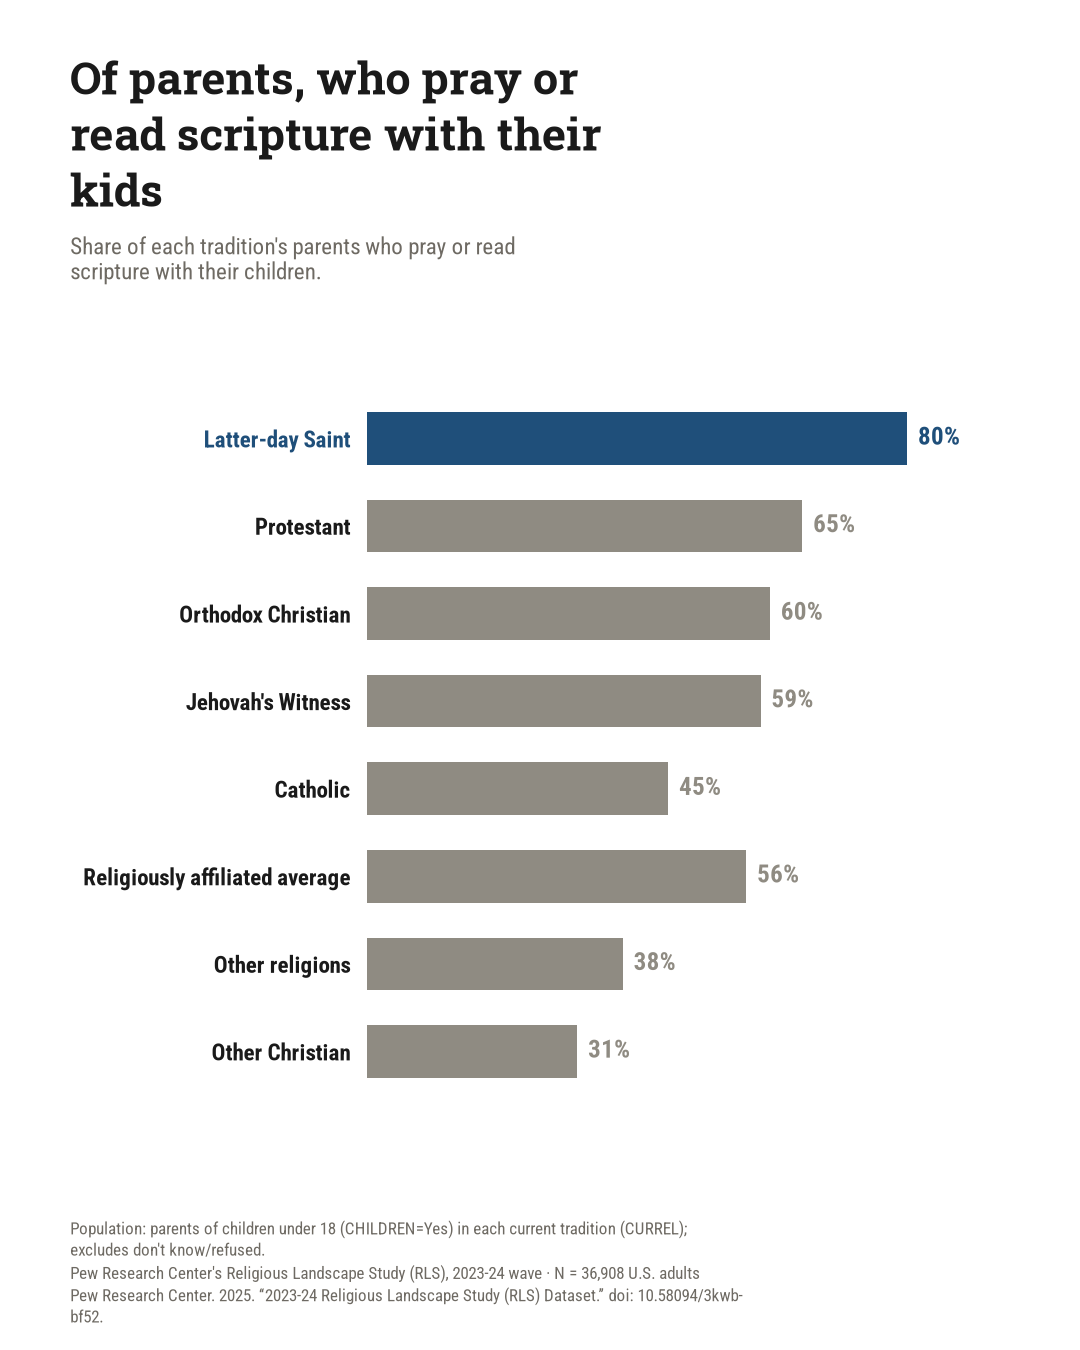 Of parents, who pray or
read scripture with their
kids
Share of each tradition's parents who pray or read
scripture with their children.
Latter-day Saint 80%
Protestant 65%
Orthodox Christian 60%
Jehovah's Witness 59%
Catholic 45%
Religiously affiliated average 56%
Other religions 38%
Other Christian 31%
Population: parents of children under 18 (CHILDREN=Yes) in each current tradition (CURREL);
excludes don't know/refused.
Pew Research Center's Religious Landscape Study (RLS), 2023-24 wave · N = 36,908 U.S. adults
Pew Research Center. 2025. “2023-24 Religious Landscape Study (RLS) Dataset.” doi: 10.58094/3kwb-
bf52.